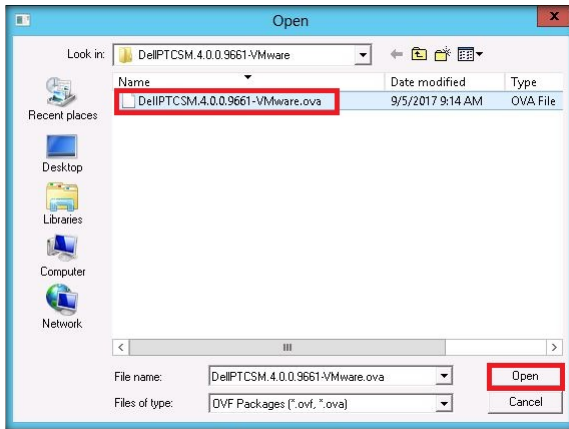 Open
x
Look in:
DellPTCSM.4.0.0.9661-VMware
Name
Date modified
Type
DellPTCSM.4.0.0.9661-VMware.ova
9/5/2017 9:14 AM
OVA File
Recent places
Desktop
Libraries
Computer
Network
File name:
DellPTCSM.4.0.0.9661-VMware.ova
Open
Files of type:
OVF Packages (*.ovf, *.ova)
Cancel